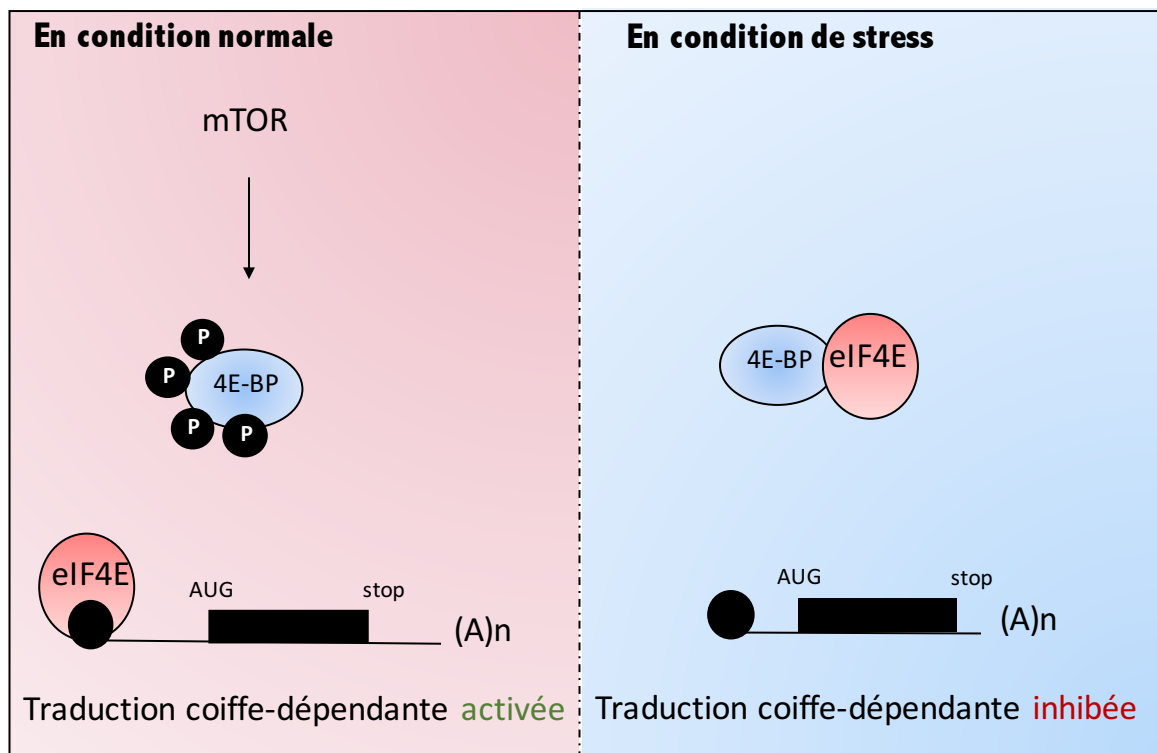 En condition normale
mTOR
P
P
4E-BP
P
P
eIF4E
AUG
stop
(A)n
Traduction coiffe-dépendante activée
En condition de stress
4E-BP
eIF4E
AUG
stop
(A)n
Traduction coiffe-dépendante inhibée